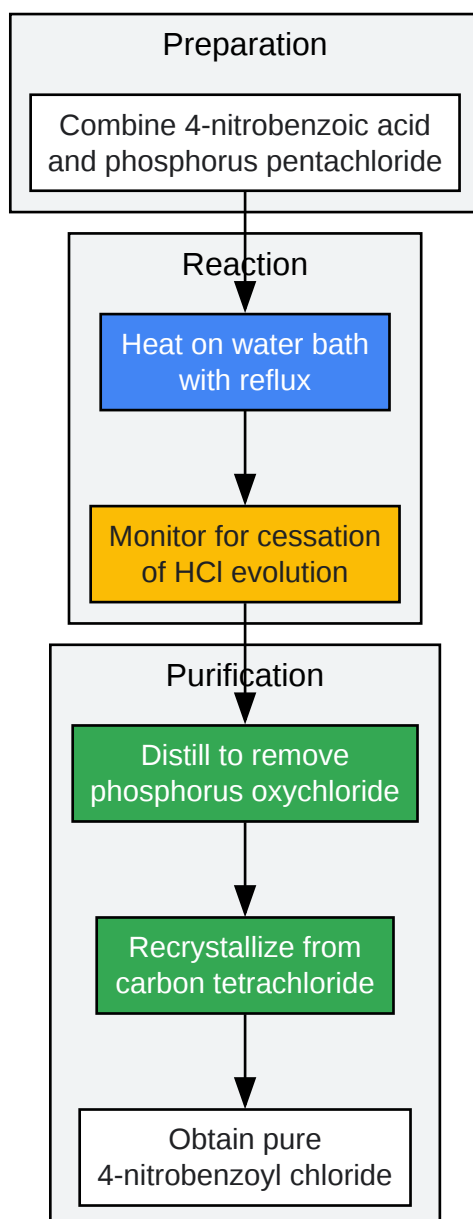 Preparation
Combine 4-nitrobenzoic acid
and phosphorus pentachloride
Reaction
Heat on water bath
with reflux
Monitor for cessation
of HCl evolution
Purification
Distill to remove
phosphorus oxychloride
Recrystallize from
carbon tetrachloride
Obtain pure
4-nitrobenzoyl chloride